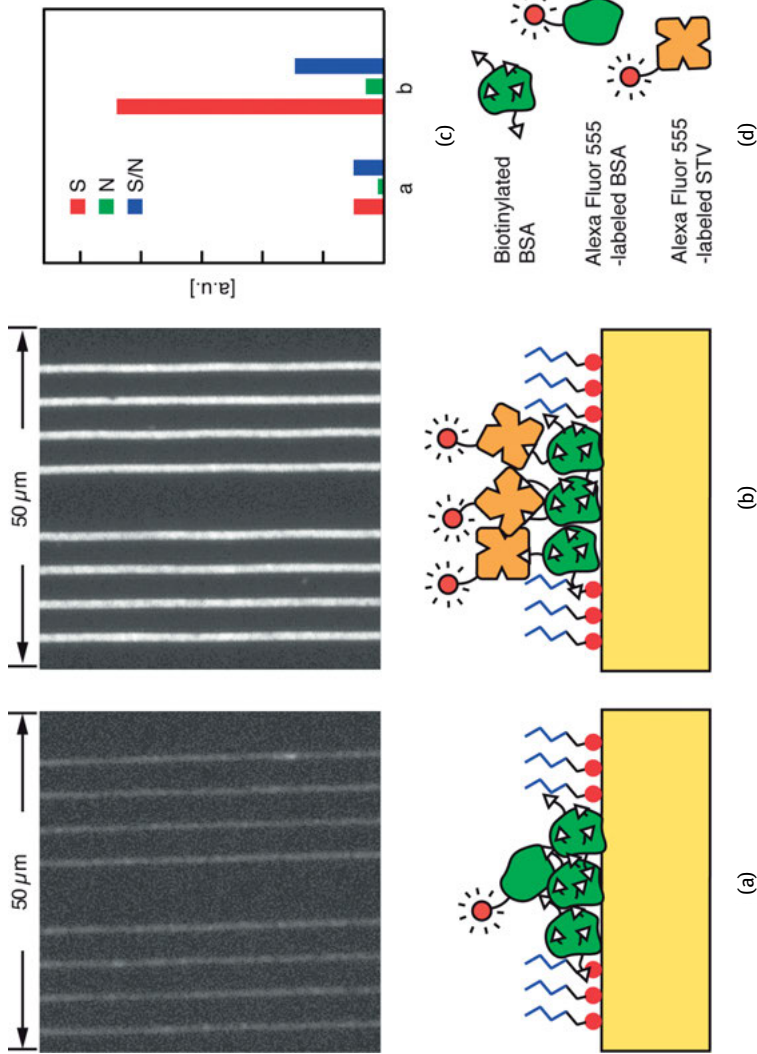 50 µm
50 µm
[a.u.]
S
N
S/N
a
b
(c)
Biotinylated
BSA
Alexa Fluor 555
-labeled BSA
Alexa Fluor 555
-labeled STV
(a)
(b)
(d)